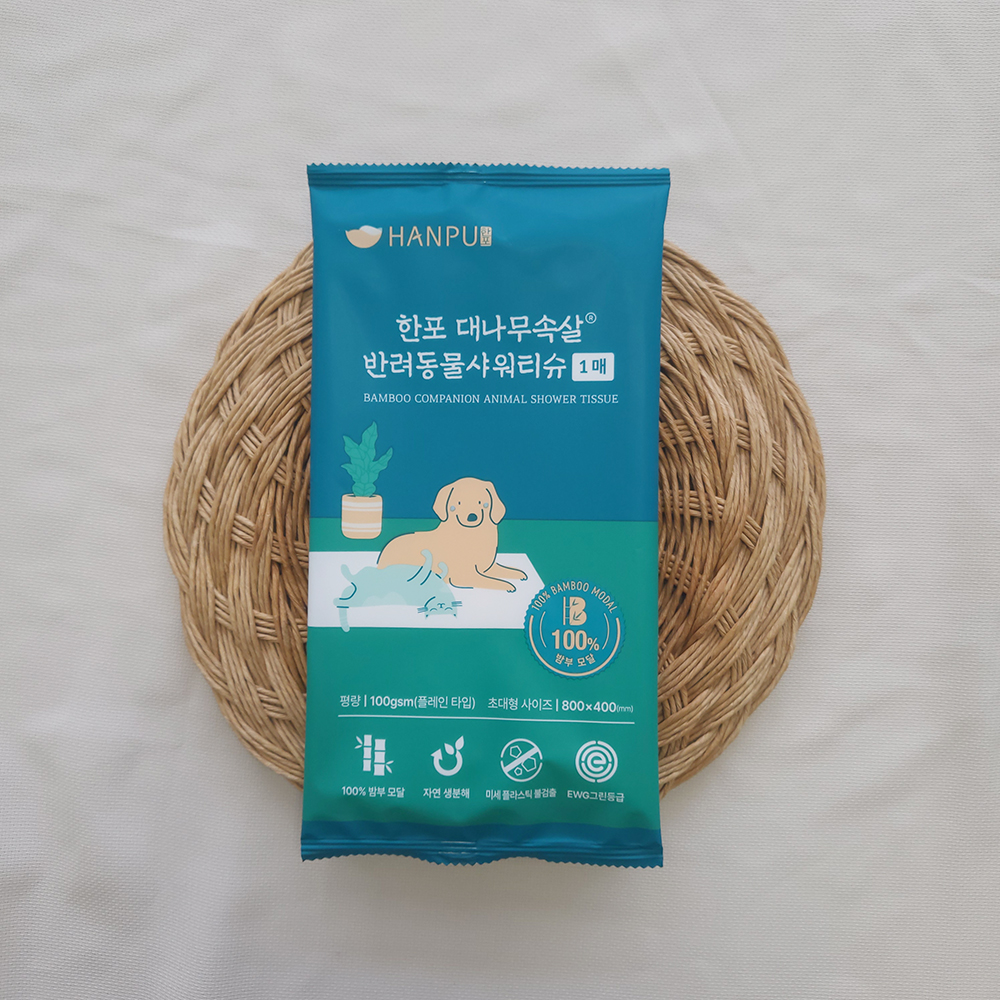 HANPU 한포
한포 대나무속살®
반려동물샤워티슈 1매
BAMBOO COMPANION ANIMAL SHOWER TISSUE
100% BAMBOO MODAL
B
100%
밤부 모달
평량 | 100gsm(플레인 타입) 초대형 사이즈 | 800×400(mm)
100% 밤부 모달 자연 생분해 미세 플라스틱 불검출 EWG그린등급